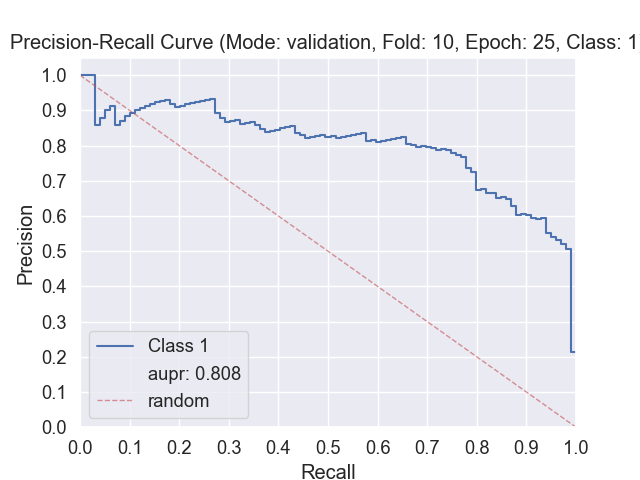 Precision-Recall Curve (Mode: validation, Fold: 10, Epoch: 25, Class: 1
1.0
0.9
0.8
0.7
0.6
0.5
0.4
0.3
0.2
0.1
0.0
Precision
Class 1
aupr: 0.808
random
0.0 0.1 0.2 0.3 0.4 0.5 0.6 0.7 0.8 0.9 1.0
Recall